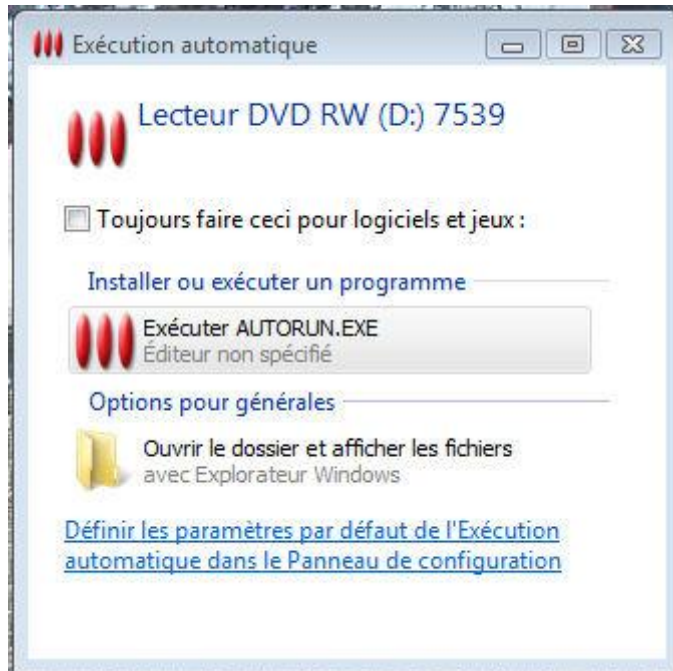 Exécution automatique
Lecteur DVD RW (D:) 7539
Toujours faire ceci pour logiciels et jeux :
Installer ou exécuter un programme
Exécuter AUTORUN.EXE
Éditeur non spécifié
Options pour générales
Ouvrir le dossier et afficher les fichiers
avec Explorateur Windows
Définir les paramètres par défaut de l'Exécution
automatique dans le Panneau de configuration